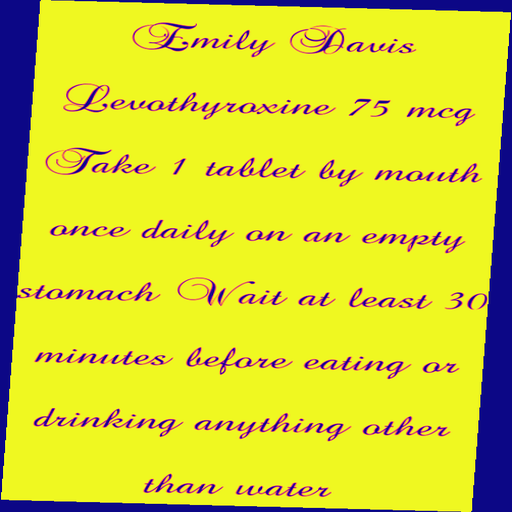 Emily Davis
Levothyroxine 75 mcg
Take 1 tablet by mouth
once daily on an empty
stomach Wait at least 30
minutes before eating or
drinking anything other
than water